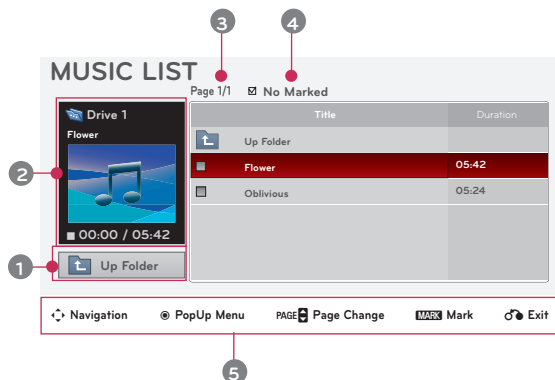 3
4
MUSIC LIST
Page 1/1 No Marked
Drive 1
Flower
00:00 / 05:42
Up Folder
Title Duration
Up Folder
Flower 05:42
Oblivious 05:24
2
1
Navigation PopUp Menu PAGE Page Change MARK Mark Exit
5